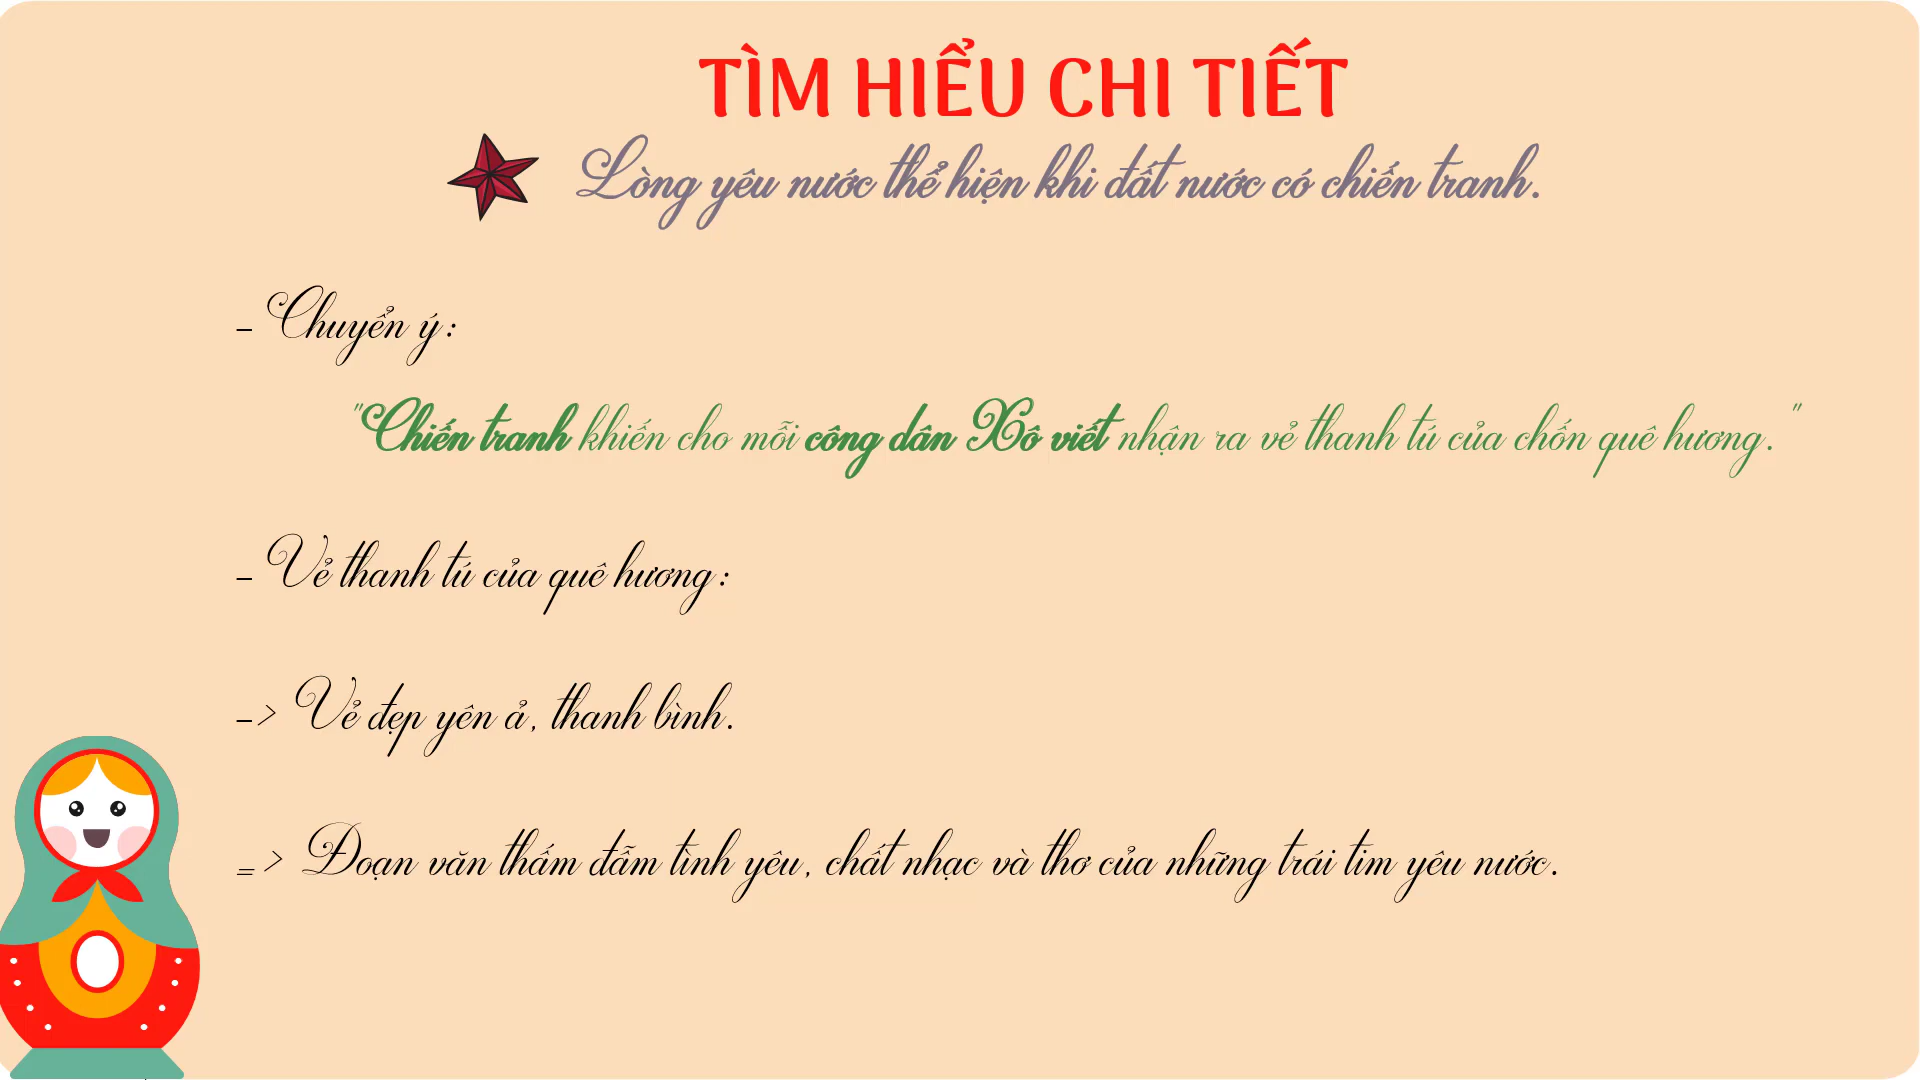 TÌM HIỂU CHI TIẾT
Lòng yêu nước thể hiện khi đất nước có chiến tranh.
- Chuyển ý:
"Chiến tranh khiến cho mỗi công dân Xô viết nhận ra vẻ thanh tú của chốn quê hương."
- Vẻ thanh tú của quê hương:
-> Vẻ đẹp yên ả, thanh bình.
=> Đoạn văn thấm đẫm tình yêu, chất nhạc và thơ của những trái tim yêu nước.